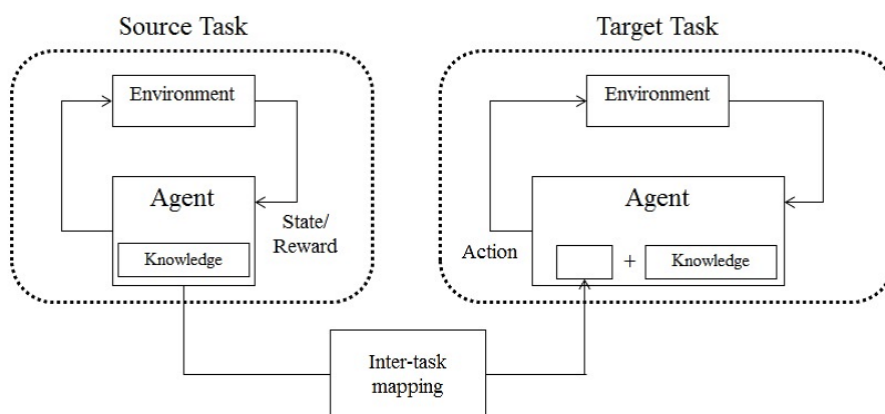 Source Task
Target Task
Environment
Agent
State/
Reward
Knowledge
Environment
Agent
Action
+
Knowledge
Inter-task
mapping